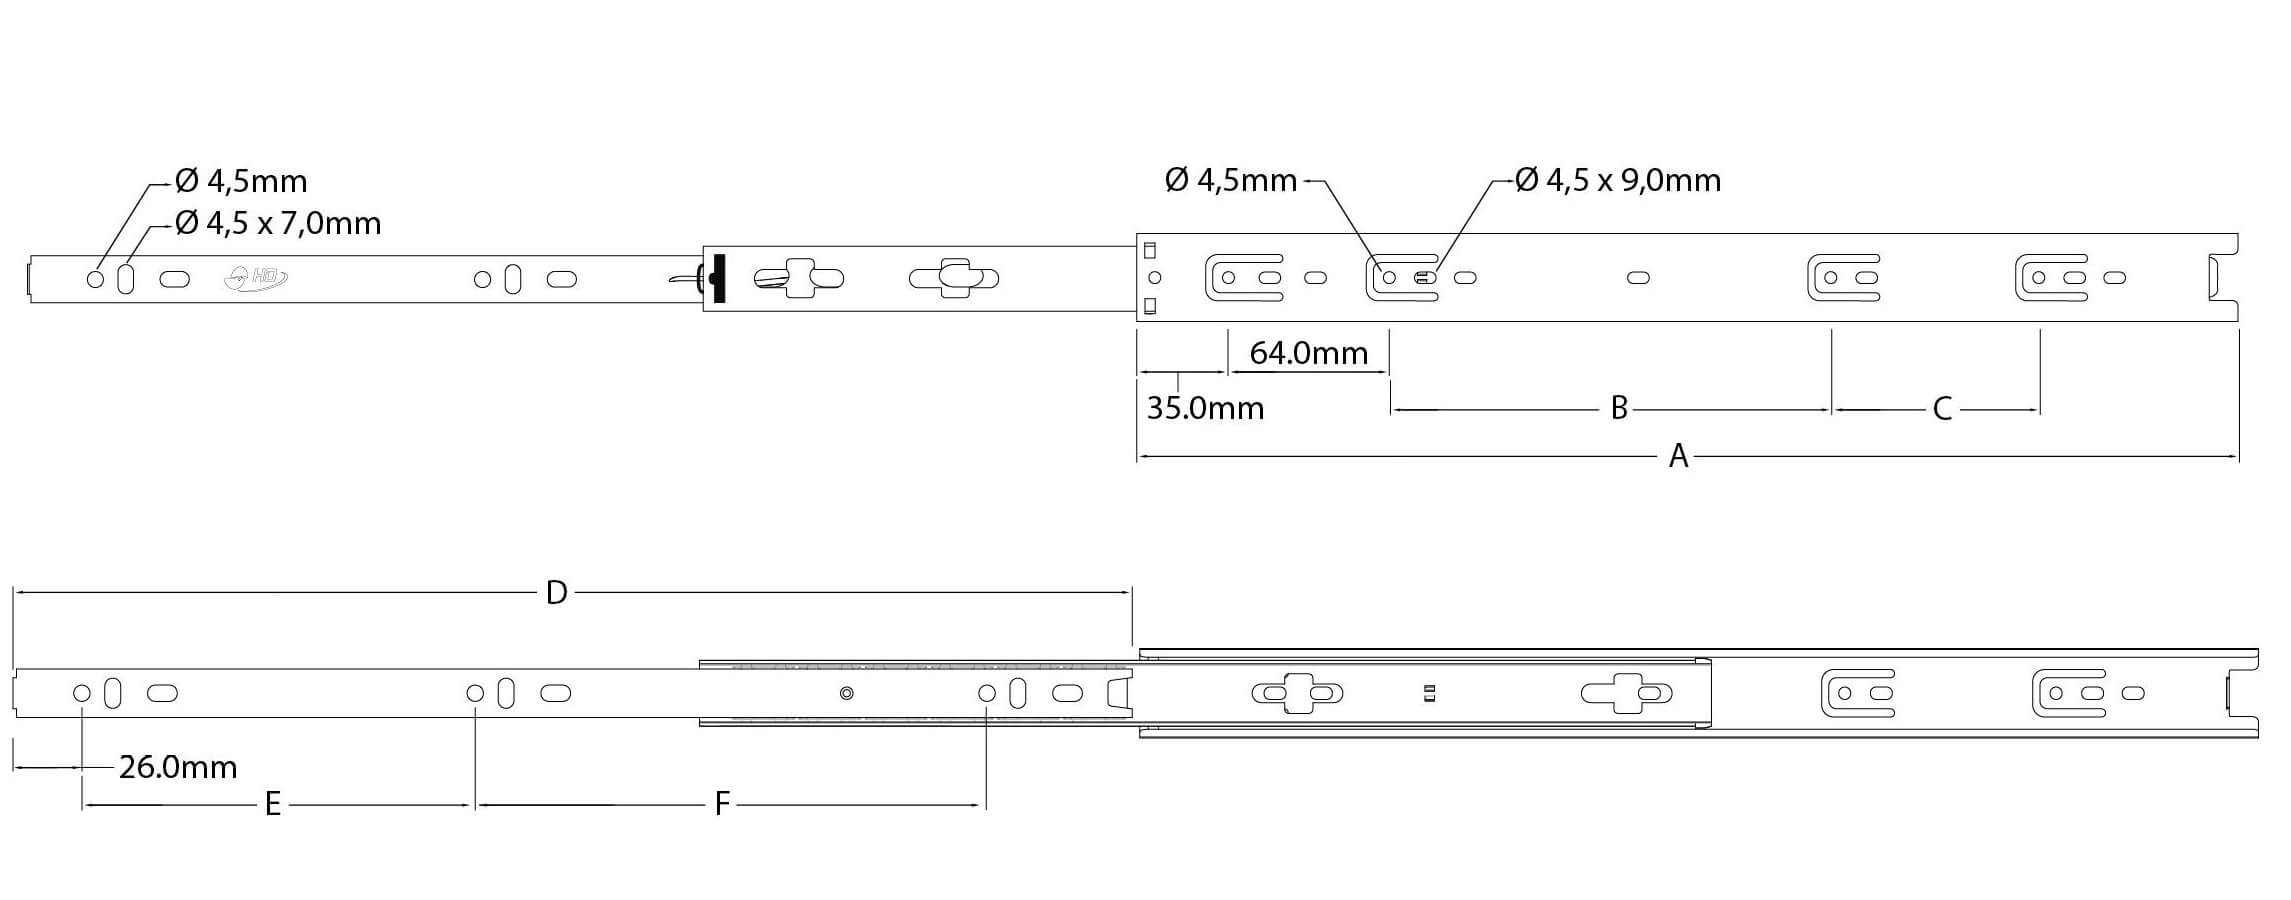 Ø 4,5mm
Ø 4,5 x 7,0mm
HD
Ø 4,5mm
Ø 4,5 x 9,0mm
64.0mm
35.0mm
B
C
A
D
26.0mm
E
F